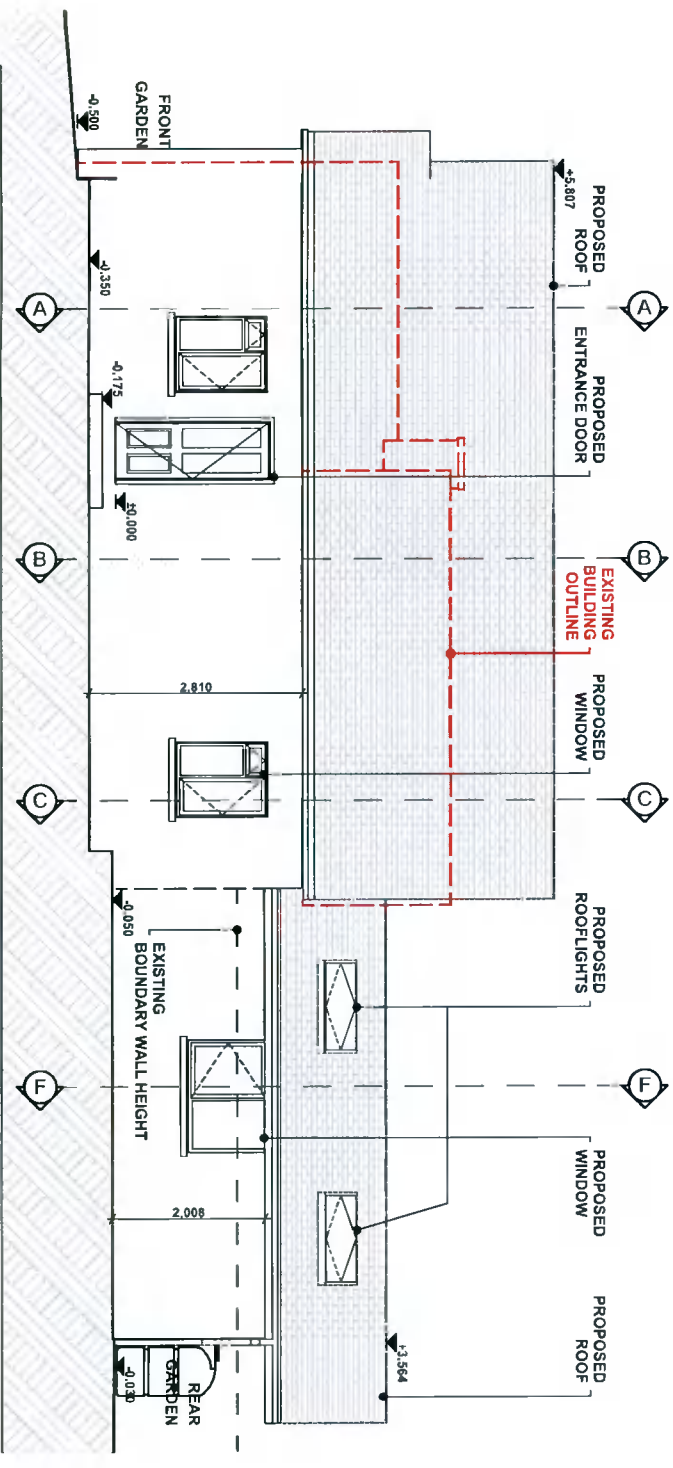 PROPOSED
ROOF
PROPOSED
ENTRANCE DOOR
EXISTING
BUILDING
OUTLINE
PROPOSED
WINDOW
PROPOSED
ROOFLIGHTS
PROPOSED
WINDOW
PROPOSED
ROOF
A
B
C
F
+5.807
+3.564
FRONT
GARDEN
-0.500
-0.350
-0.175
±0.000
2.810
-0.050
EXISTING
BOUNDARY WALL HEIGHT
2,008
REAR
GARDEN
-0.030
A
B
C
F